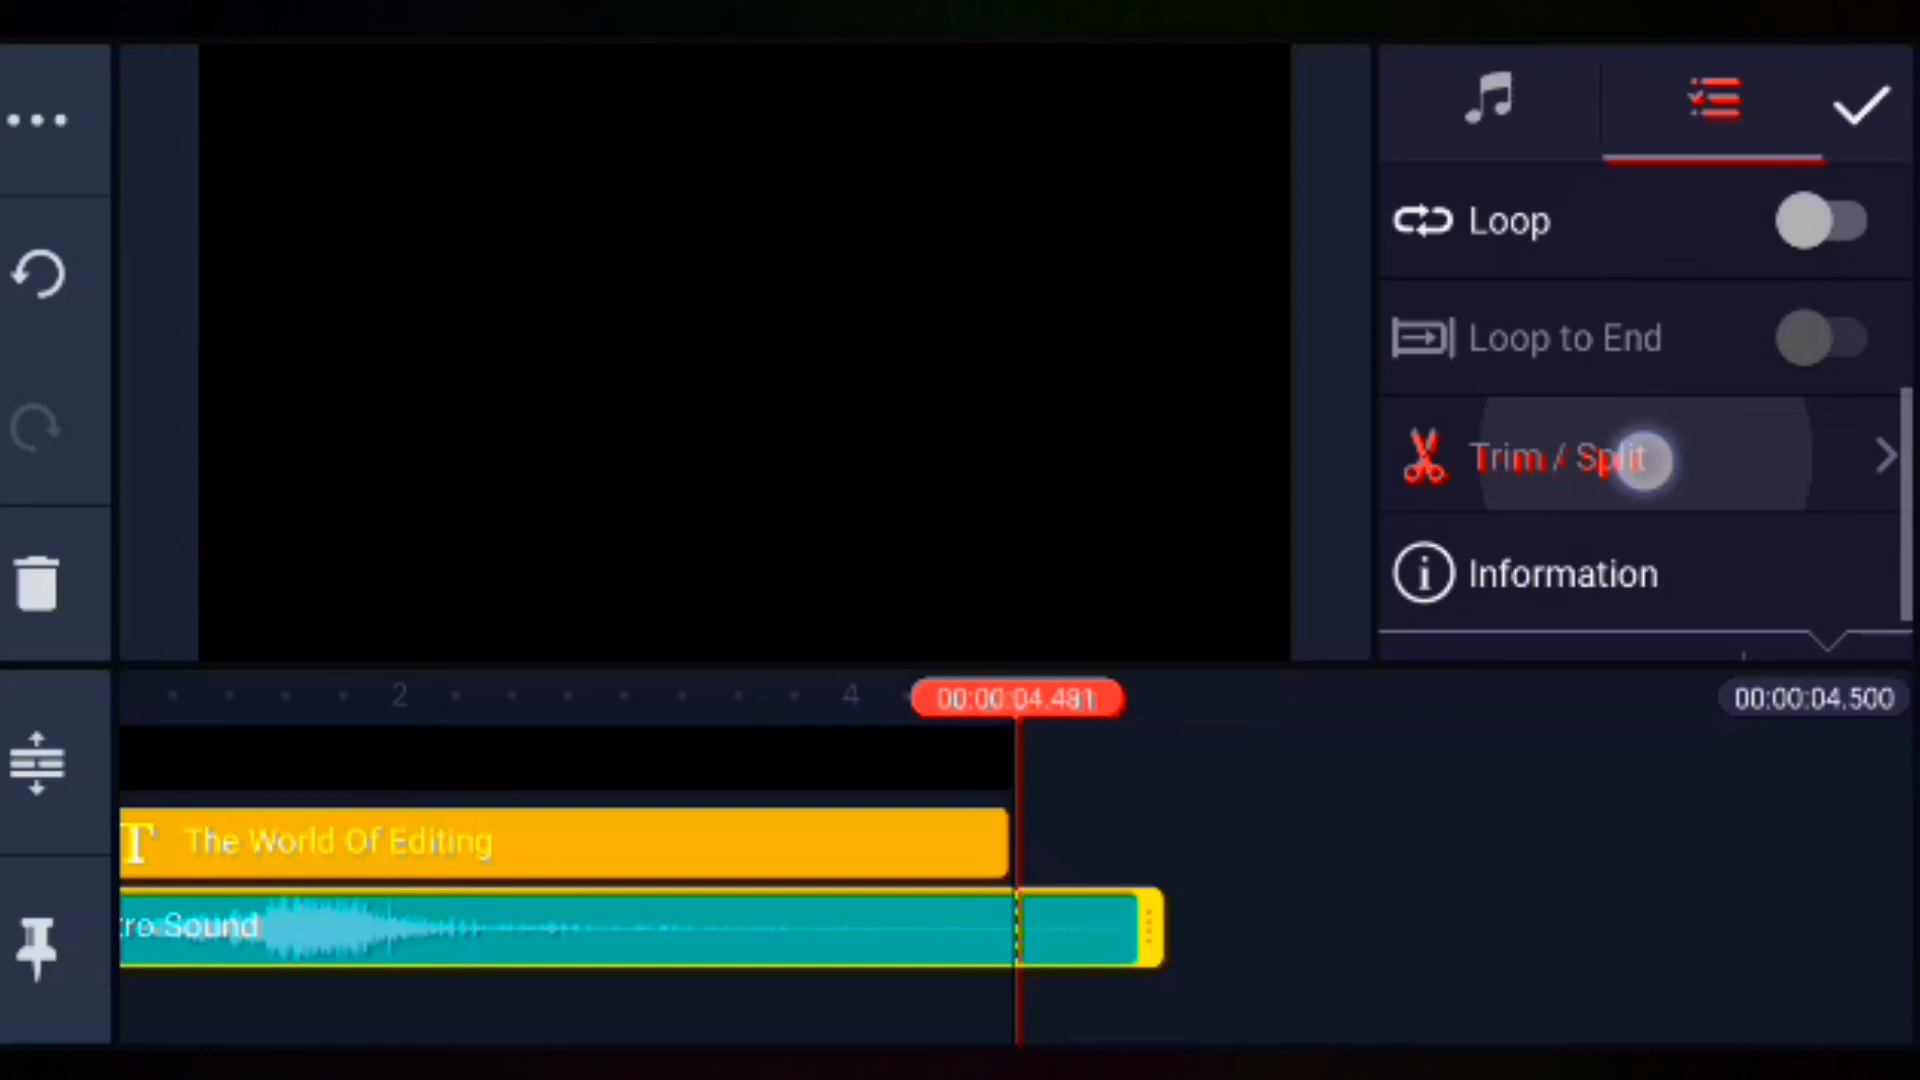 Loop
Loop to End
Trim / Split
Information
2
4
00:00:04.481
00:00:04.500
T The World Of Editing
tro Sound